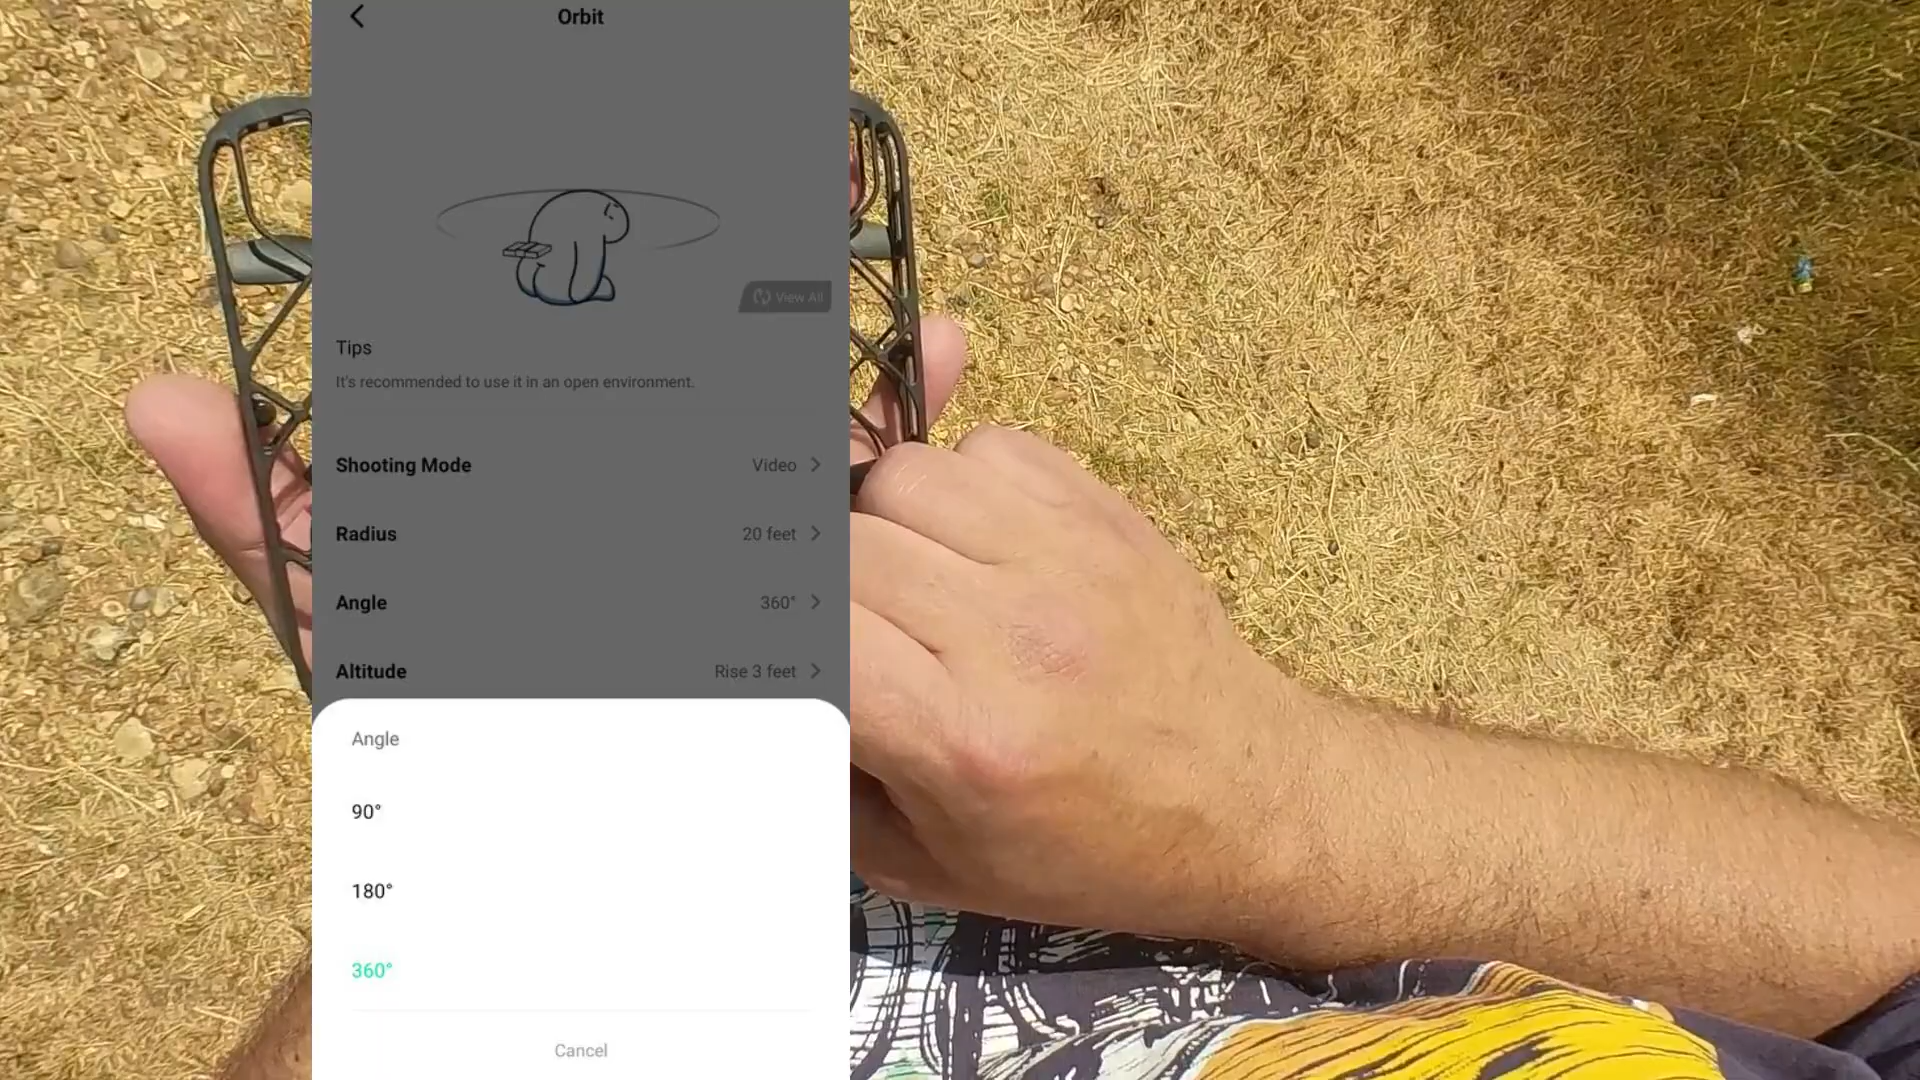 Orbit
View All
Tips
It's recommended to use it in an open environment.
Shooting Mode Video
Radius 20 feet
Angle 360°
Altitude Rise 3 feet
Angle
90°
180°
360°
Cancel